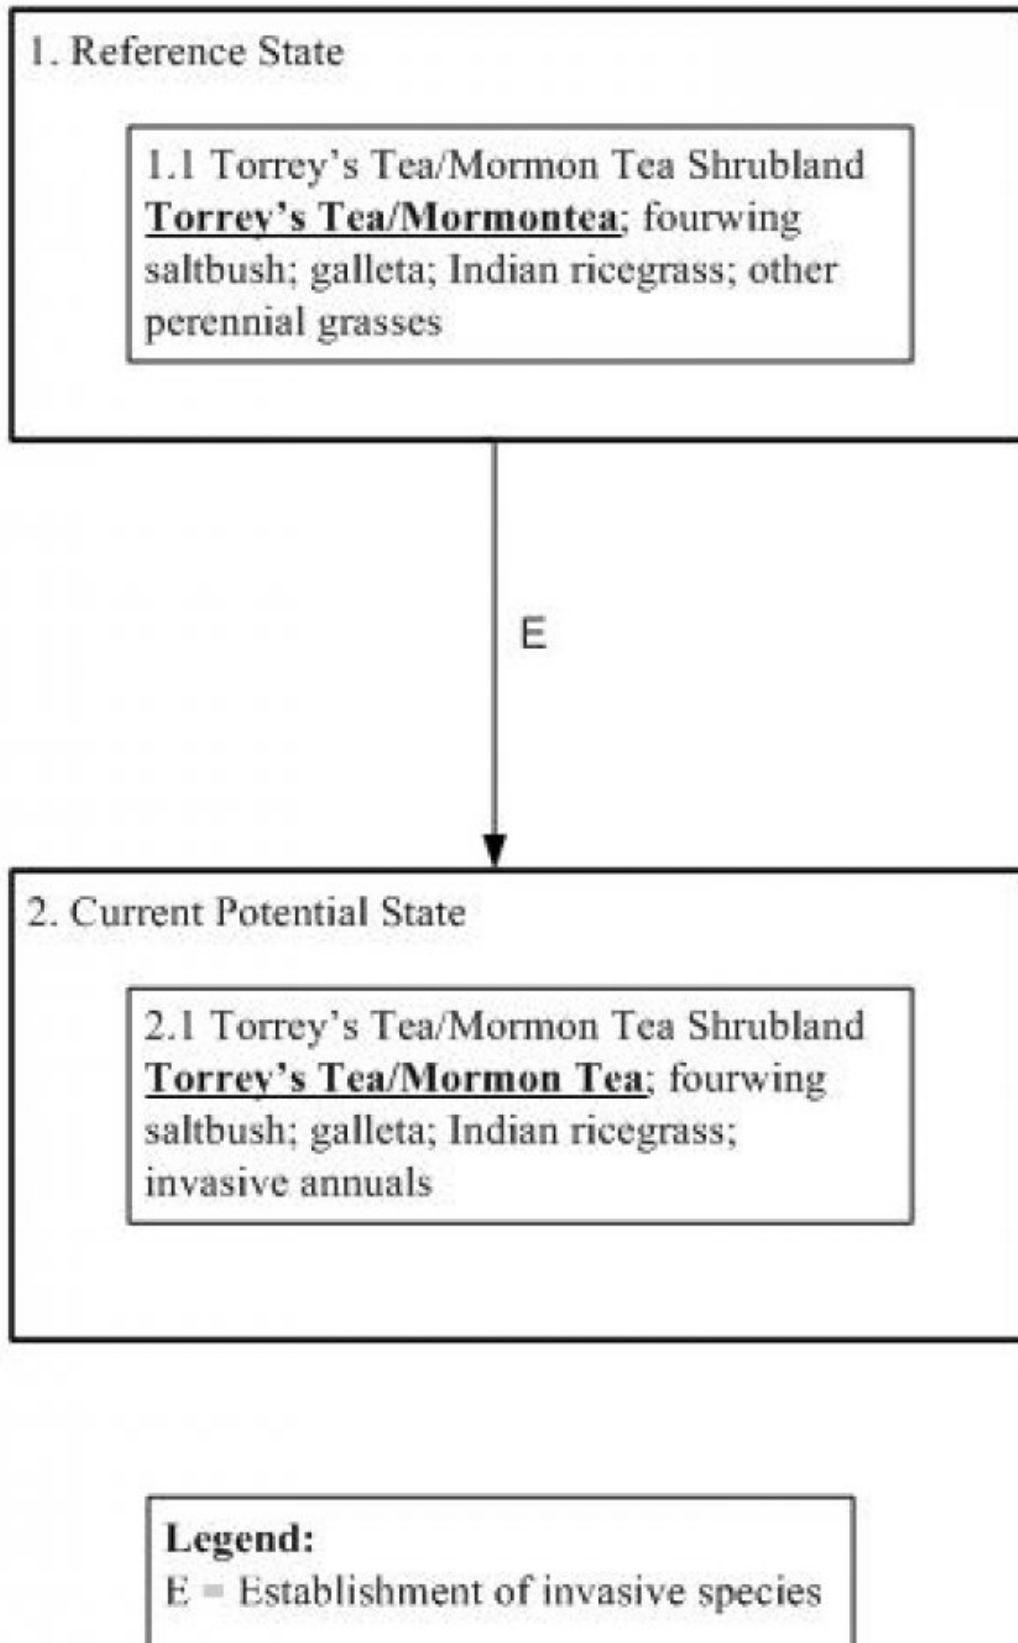 1. Reference State
1.1 Torrey’s Tea/Mormon Tea Shrubland
Torrey’s Tea/Mormontea; fourwing
saltbush; galleta; Indian ricegrass; other
perennial grasses
E
2. Current Potential State
2.1 Torrey’s Tea/Mormon Tea Shrubland
Torrey’s Tea/Mormon Tea; fourwing
saltbush; galleta; Indian ricegrass;
invasive annuals
Legend:
E = Establishment of invasive species